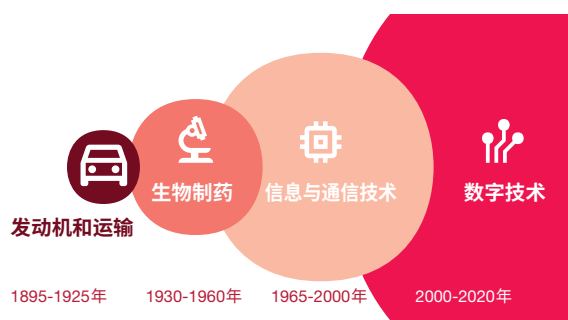 生物制药
信息与通信技术
数字技术
发动机和运输
1895-1925年
1930-1960年
1965-2000年
2000-2020年